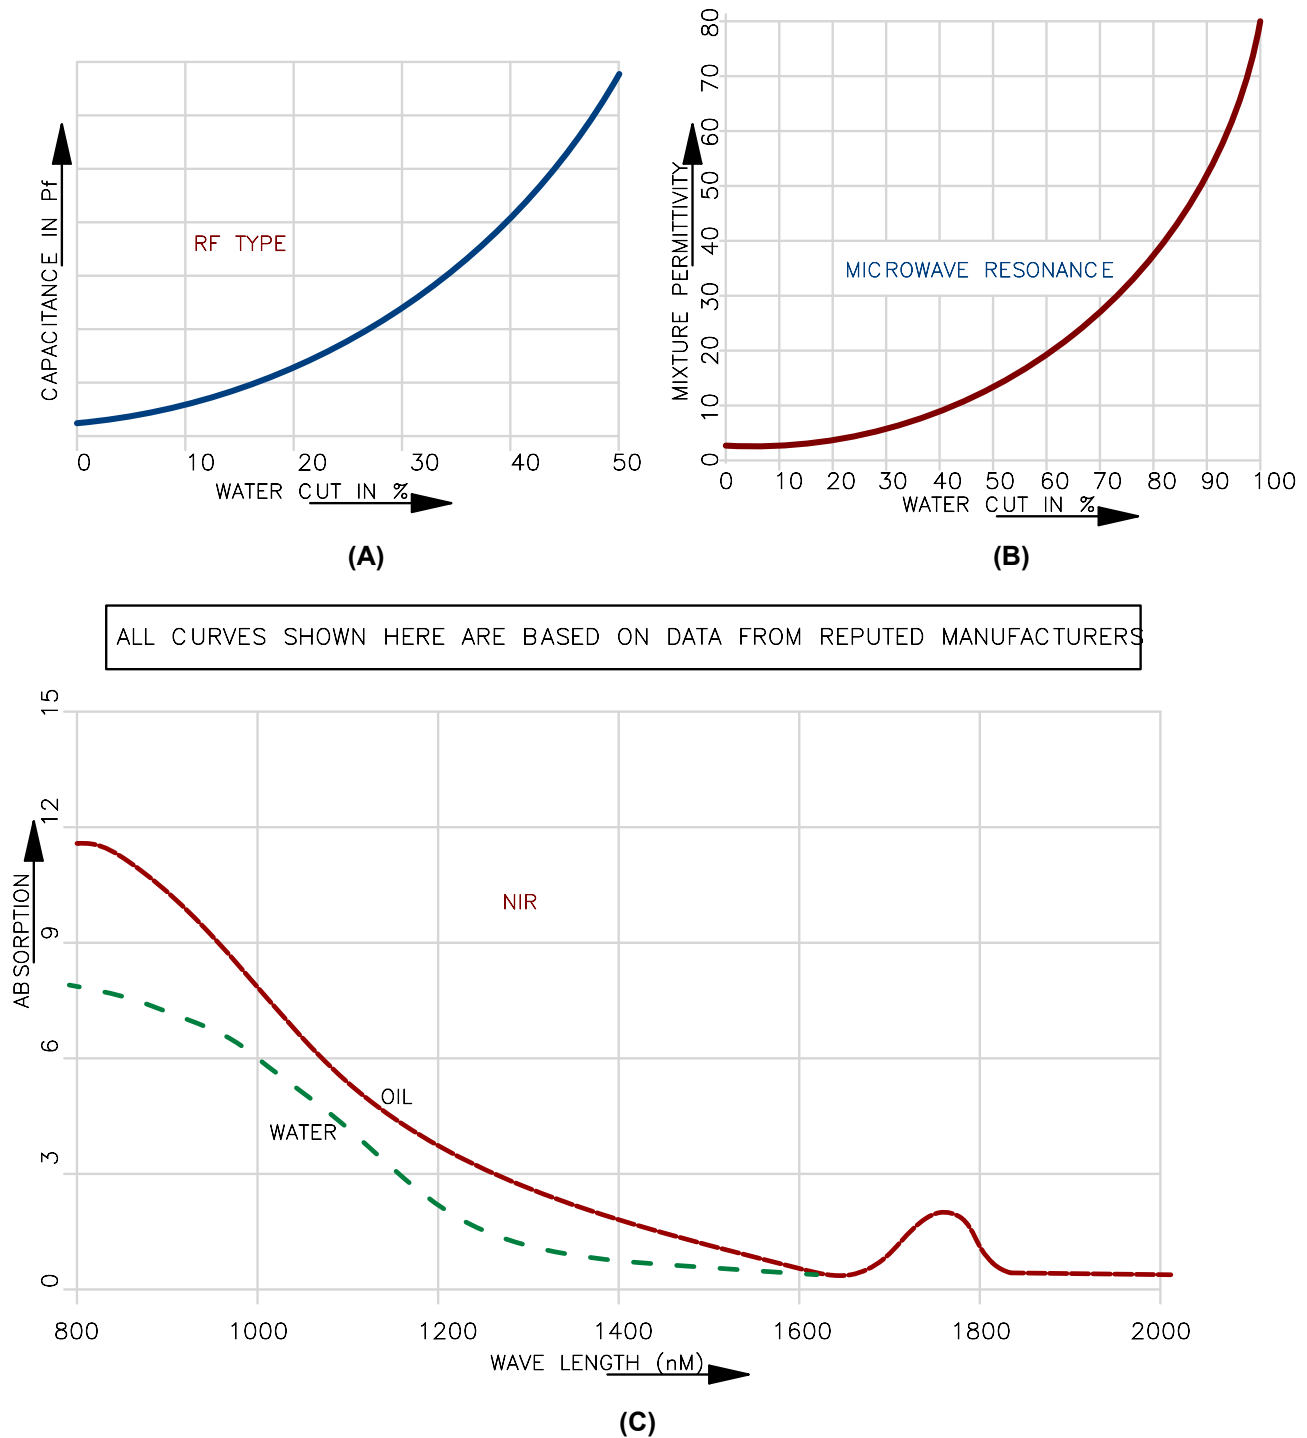 CAPACITANCE IN Pf
RF TYPE
0 10 20 30 40 50
WATER CUT IN %
(A)
MIXTURE PERMITTIVITY
80
70
60
50
40
30
20
10
0
MICROWAVE RESONANCE
0 10 20 30 40 50 60 70 80 90 100
WATER CUT IN %
(B)
ALL CURVES SHOWN HERE ARE BASED ON DATA FROM REPUTED MANUFACTURERS
ABSORPTION
15
12
9
6
3
0
NIR
OIL
WATER
800 1000 1200 1400 1600 1800 2000
WAVE LENGTH (nM)
(C)